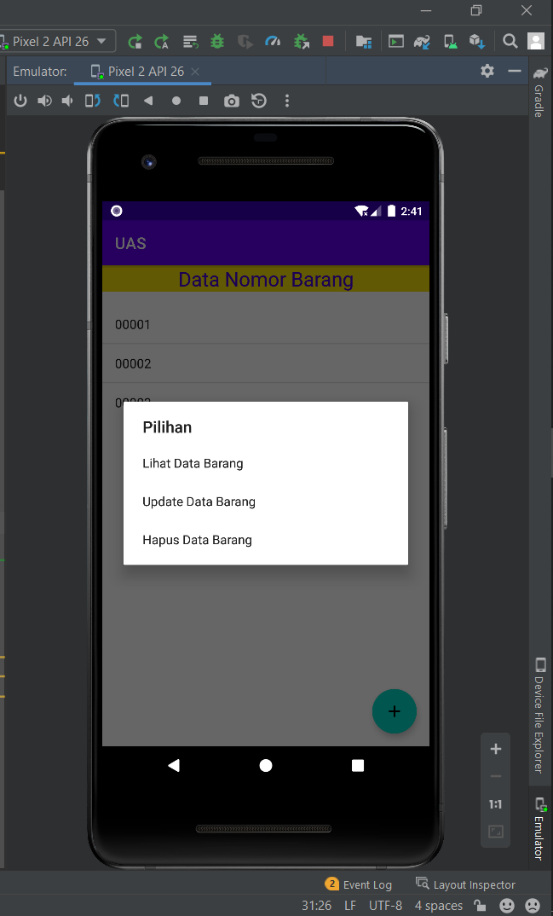 Pixel 2 API 26
Emulator:
Pixel 2 API 26
Gradle
2:41
UAS
Data Nomor Barang
00001
00002
Pilihan
Lihat Data Barang
Update Data Barang
Hapus Data Barang
+
Device File Explorer
1:1
Emulator
2 Event Log
Layout Inspector
31:26 LF UTF-8 4 spaces